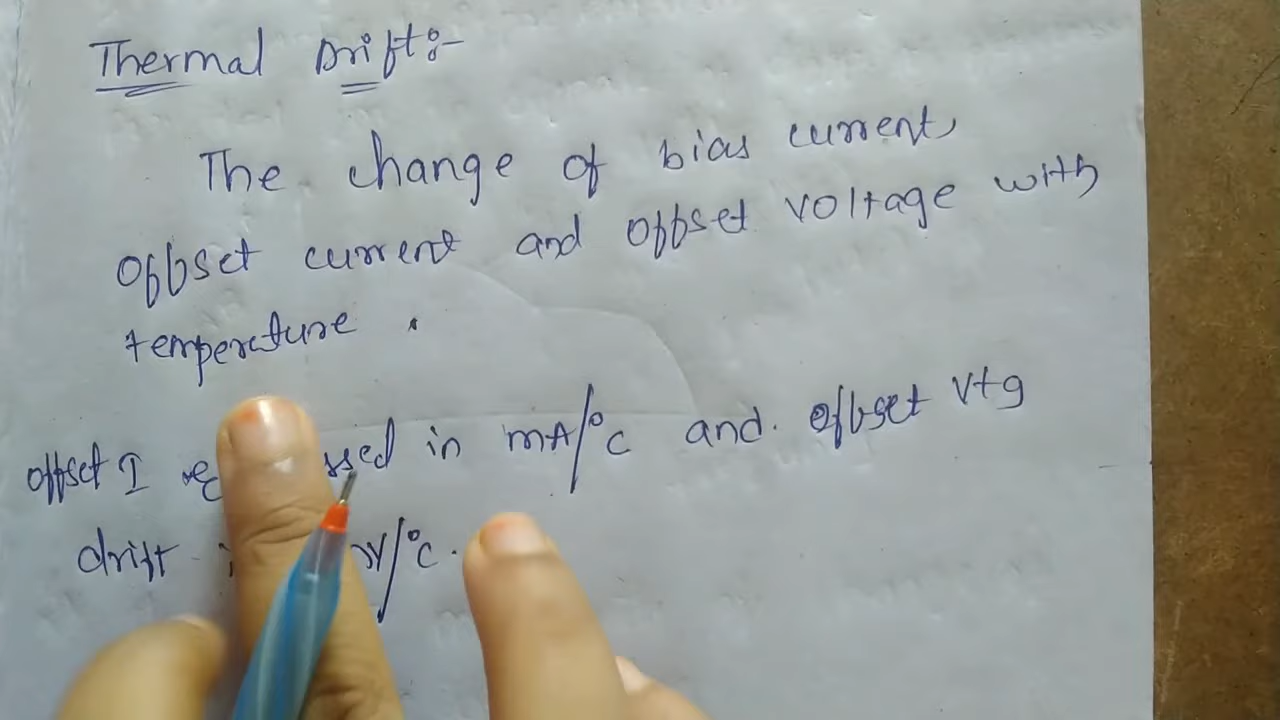 Thermal Drift:-
The change of bias current,
offset current and offset voltage with
temperature.
offset I in mA/°C and offset Vtg
drift